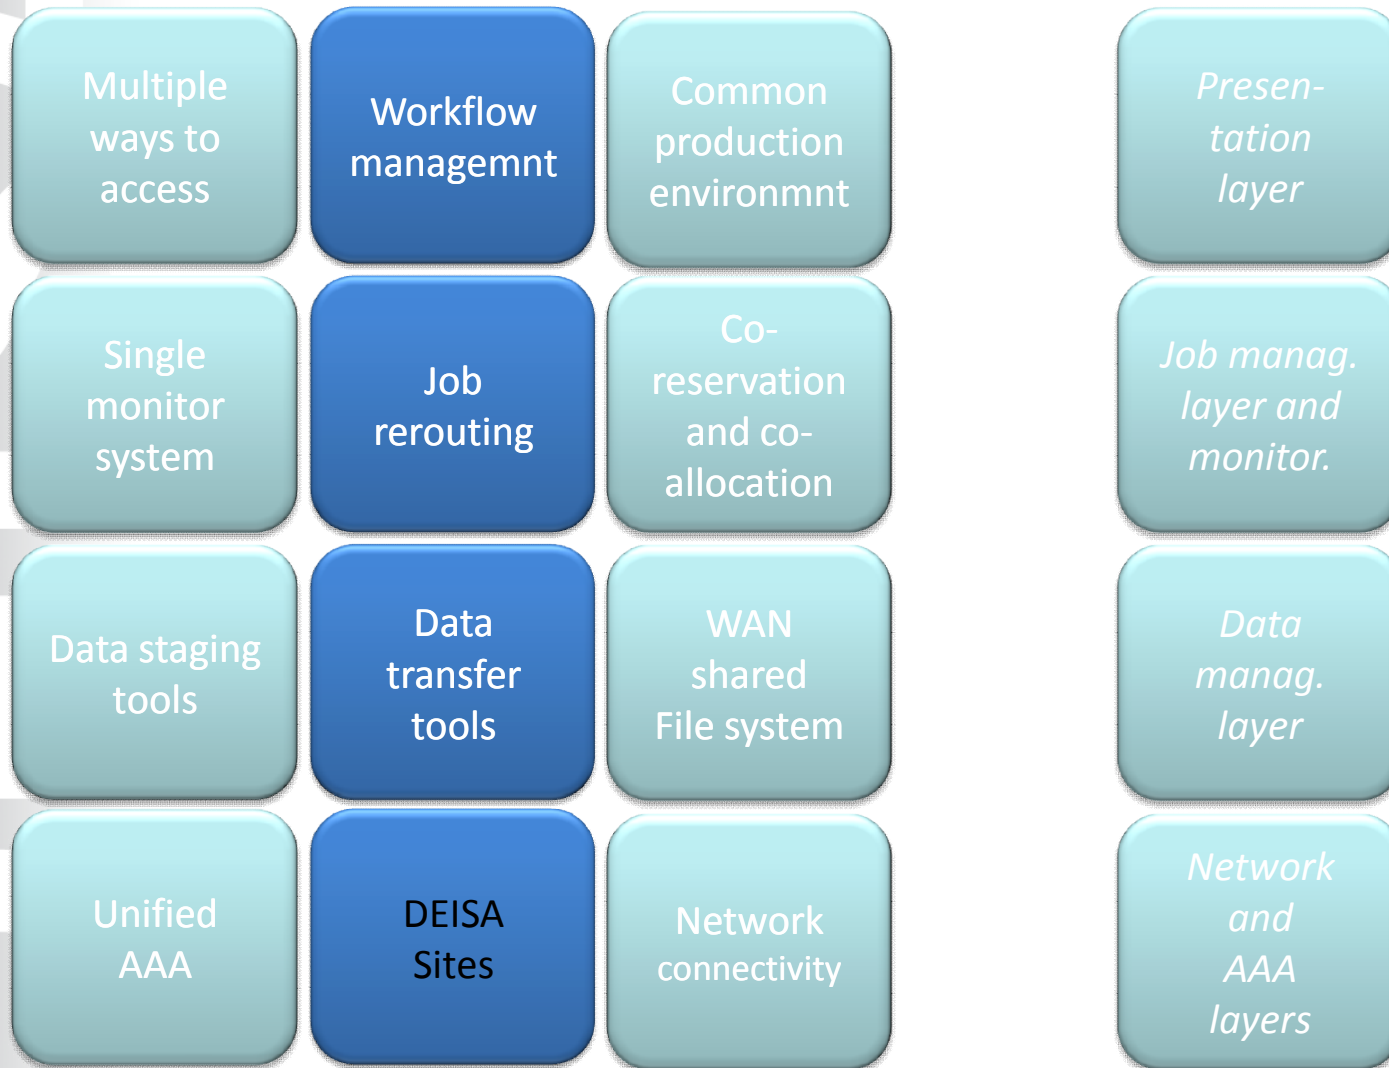 Multiple
ways to
access
Workflow
managemnt
Common
production
environmnt
Presen-
tation
layer
Single
monitor
system
Job
rerouting
Co-
reservation
and co-
allocation
Job manag.
layer and
monitor.
Data staging
tools
Data
transfer
tools
WAN
shared
File system
Data
manag.
layer
Unified
AAA
DEISA
Sites
Network
connectivity
Network
and
AAA
layers